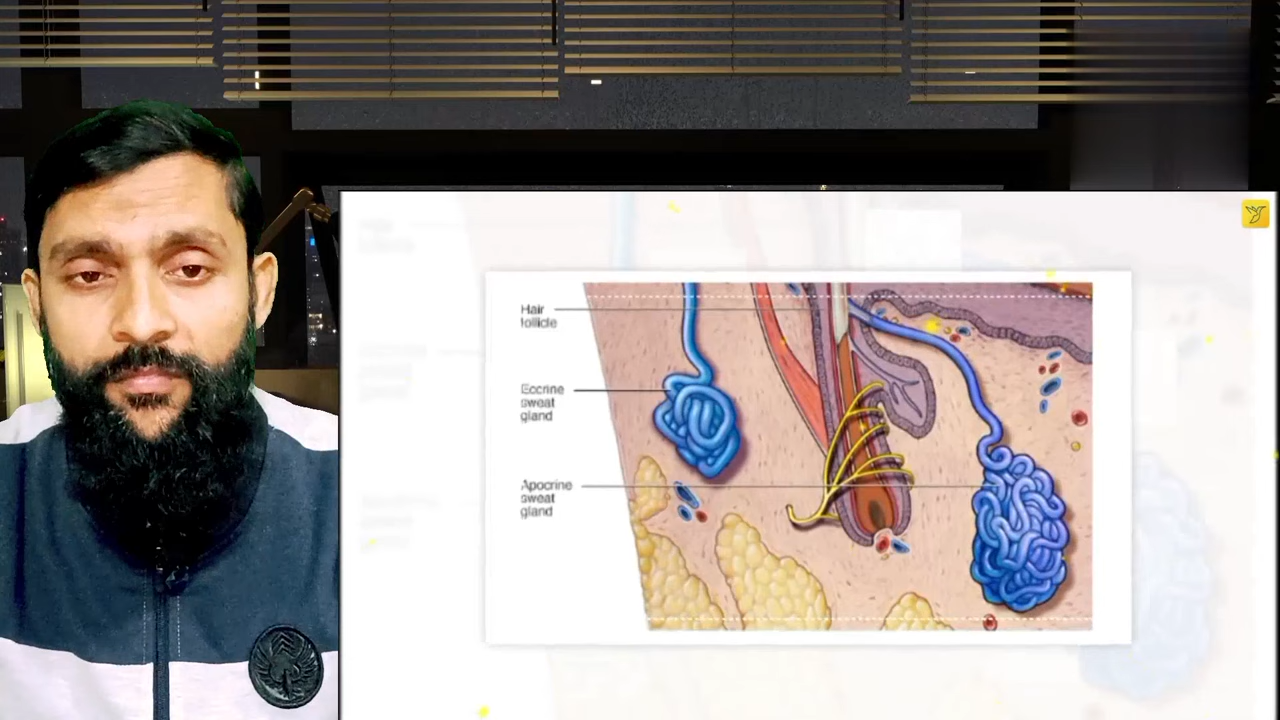 Hair
follicle
Eccrine
sweat
gland
Apocrine
sweat
gland